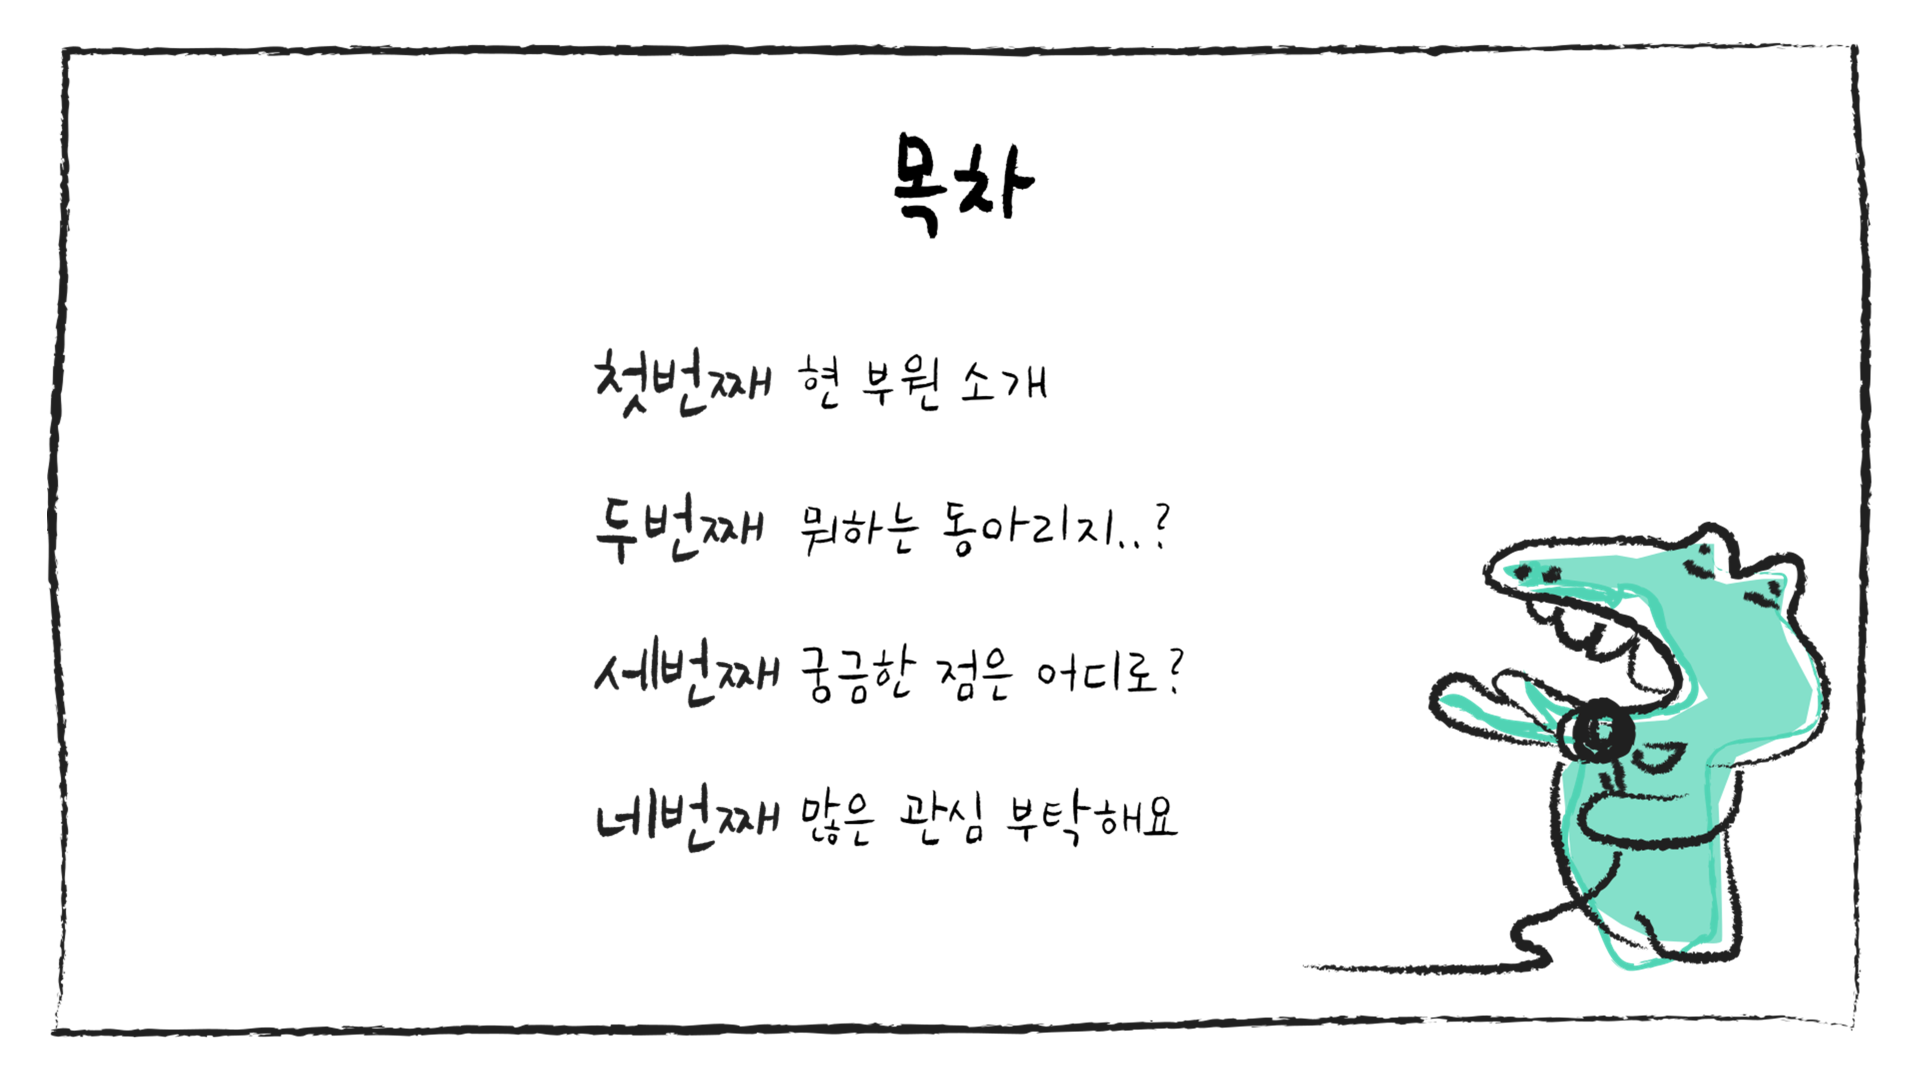 목차
첫번째 현 부원 소개
두번째 뭐하는 동아리지..?
세번째 궁금한 점은 어디로?
네번째 많은 관심 부탁해요